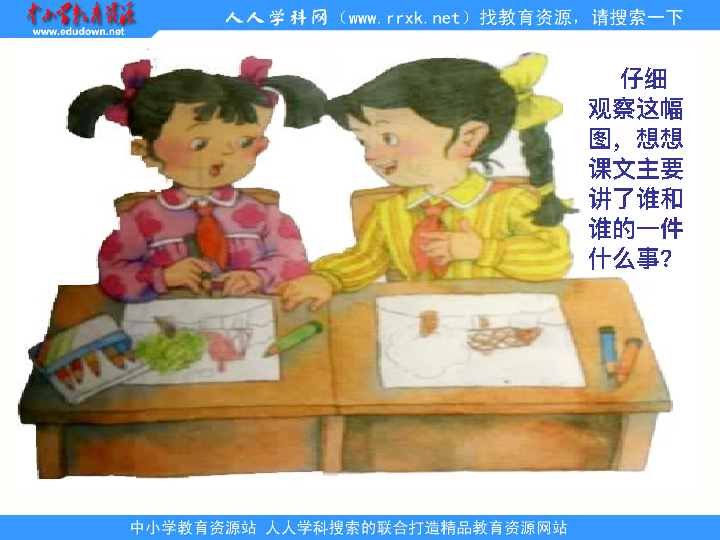 中小学教育资源
www.edudown.net
人人学科网（www.rrxk.net）找教育资源，请搜索一下
仔细
观察这幅
图，想想
课文主要
讲了谁和
谁的一件
什么事？
中小学教育资源站 人人学科搜索的联合打造精品教育资源网站